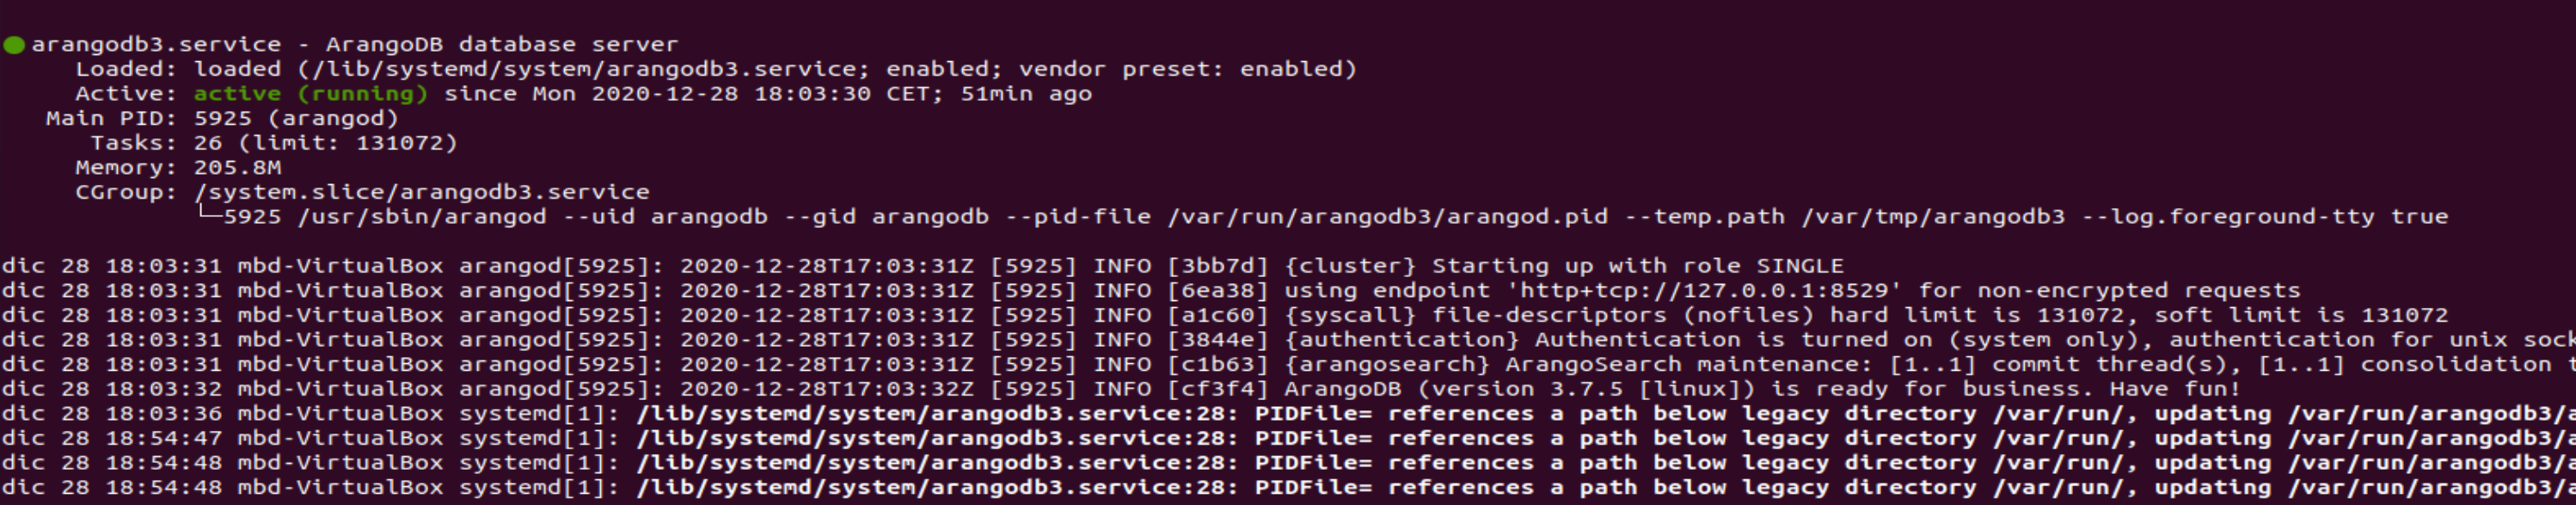 arangodb3.service - ArangoDB database server
Loaded: loaded (/lib/systemd/system/arangodb3.service; enabled; vendor preset: enabled)
Active: active (running) since Mon 2020-12-28 18:03:30 CET; 51min ago
Main PID: 5925 (arangod)
Tasks: 26 (limit: 131072)
Memory: 205.8M
CGroup: /system.slice/arangodb3.service
└─5925 /usr/sbin/arangod --uid arangodb --gid arangodb --pid-file /var/run/arangodb3/arangod.pid --temp.path /var/tmp/arangodb3 --log.foreground-tty true
dic 28 18:03:31 mbd-VirtualBox arangod[5925]: 2020-12-28T17:03:31Z [5925] INFO [3bb7d] {cluster} Starting up with role SINGLE
dic 28 18:03:31 mbd-VirtualBox arangod[5925]: 2020-12-28T17:03:31Z [5925] INFO [6ea38] using endpoint 'http+tcp://127.0.0.1:8529' for non-encrypted requests
dic 28 18:03:31 mbd-VirtualBox arangod[5925]: 2020-12-28T17:03:31Z [5925] INFO [a1c60] {syscall} file-descriptors (nofiles) hard limit is 131072, soft limit is 131072
dic 28 18:03:31 mbd-VirtualBox arangod[5925]: 2020-12-28T17:03:31Z [5925] INFO [3844e] {authentication} Authentication is turned on (system only), authentication for unix sock
dic 28 18:03:31 mbd-VirtualBox arangod[5925]: 2020-12-28T17:03:31Z [5925] INFO [c1b63] {arangosearch} ArangoSearch maintenance: [1..1] commit thread(s), [1..1] consolidation t
dic 28 18:03:32 mbd-VirtualBox arangod[5925]: 2020-12-28T17:03:32Z [5925] INFO [cf3f4] ArangoDB (version 3.7.5 [linux]) is ready for business. Have fun!
dic 28 18:03:36 mbd-VirtualBox systemd[1]: /lib/systemd/system/arangodb3.service:28: PIDFile= references a path below legacy directory /var/run/, updating /var/run/arangodb3/a
dic 28 18:54:47 mbd-VirtualBox systemd[1]: /lib/systemd/system/arangodb3.service:28: PIDFile= references a path below legacy directory /var/run/, updating /var/run/arangodb3/a
dic 28 18:54:48 mbd-VirtualBox systemd[1]: /lib/systemd/system/arangodb3.service:28: PIDFile= references a path below legacy directory /var/run/, updating /var/run/arangodb3/a
dic 28 18:54:48 mbd-VirtualBox systemd[1]: /lib/systemd/system/arangodb3.service:28: PIDFile= references a path below legacy directory /var/run/, updating /var/run/arangodb3/a